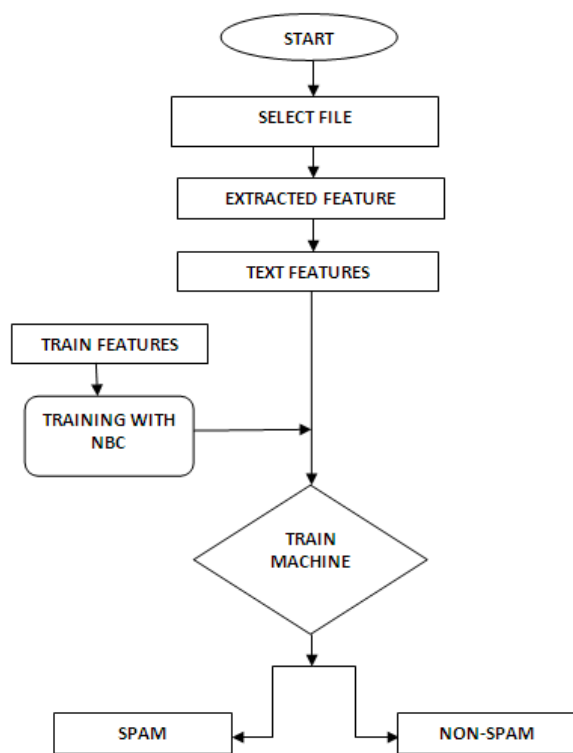 START
SELECT FILE
EXTRACTED FEATURE
TEXT FEATURES
TRAIN FEATURES
TRAINING WITH
NBC
TRAIN
MACHINE
SPAM
NON-SPAM